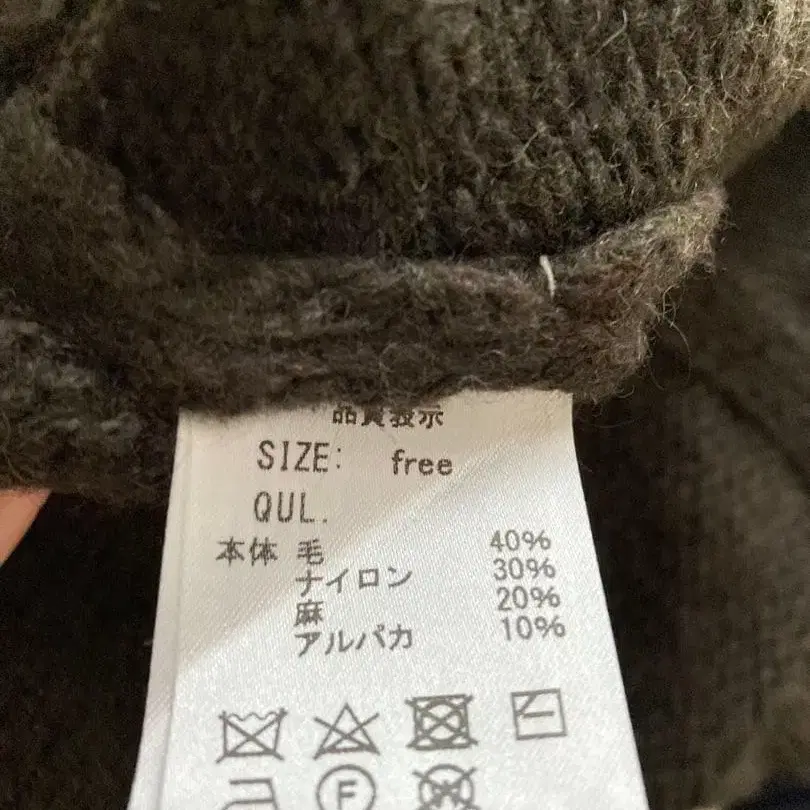 品質表示
SIZE: free
QUL.
本体 毛 40%
ナイロン 30%
麻 20%
アルパカ 10%
F
W